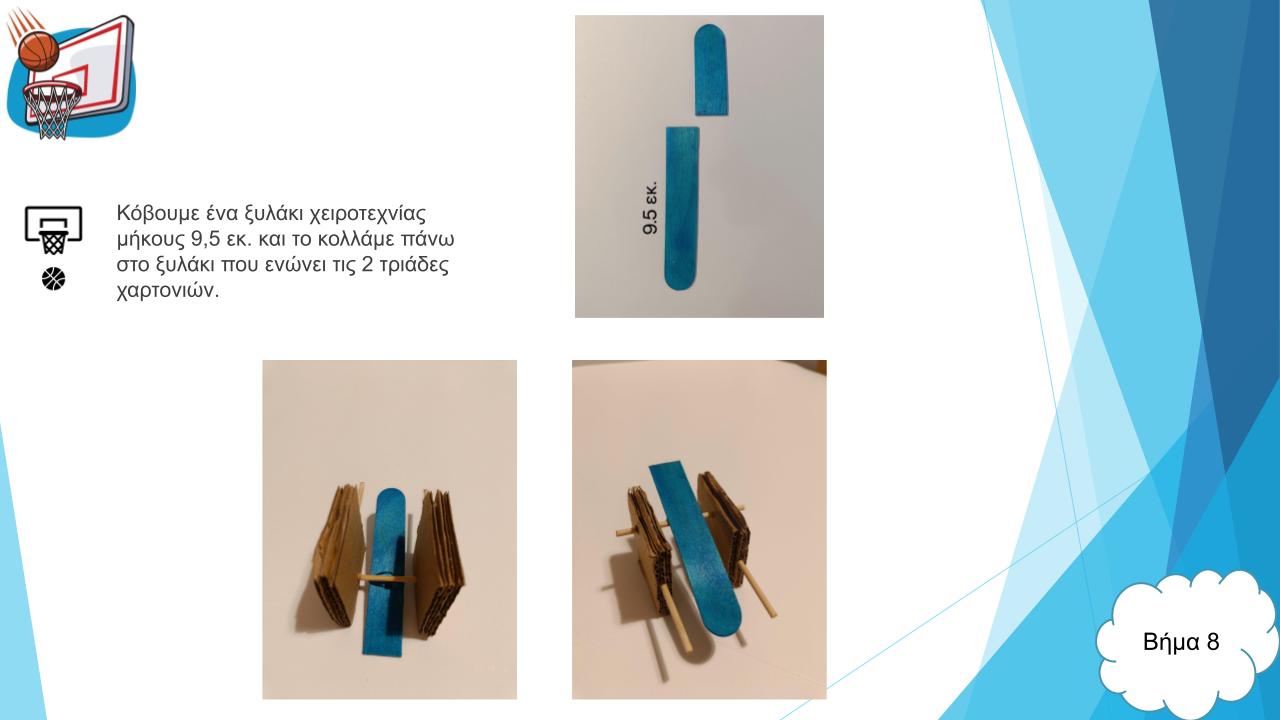 Κόβουμε ένα ξυλάκι χειροτεχνίας
μήκους 9,5 εκ. και το κολλάμε πάνω
στο ξυλάκι που ενώνει τις 2 τριάδες
χαρτονιών.
9.5 εκ.
Βήμα 8